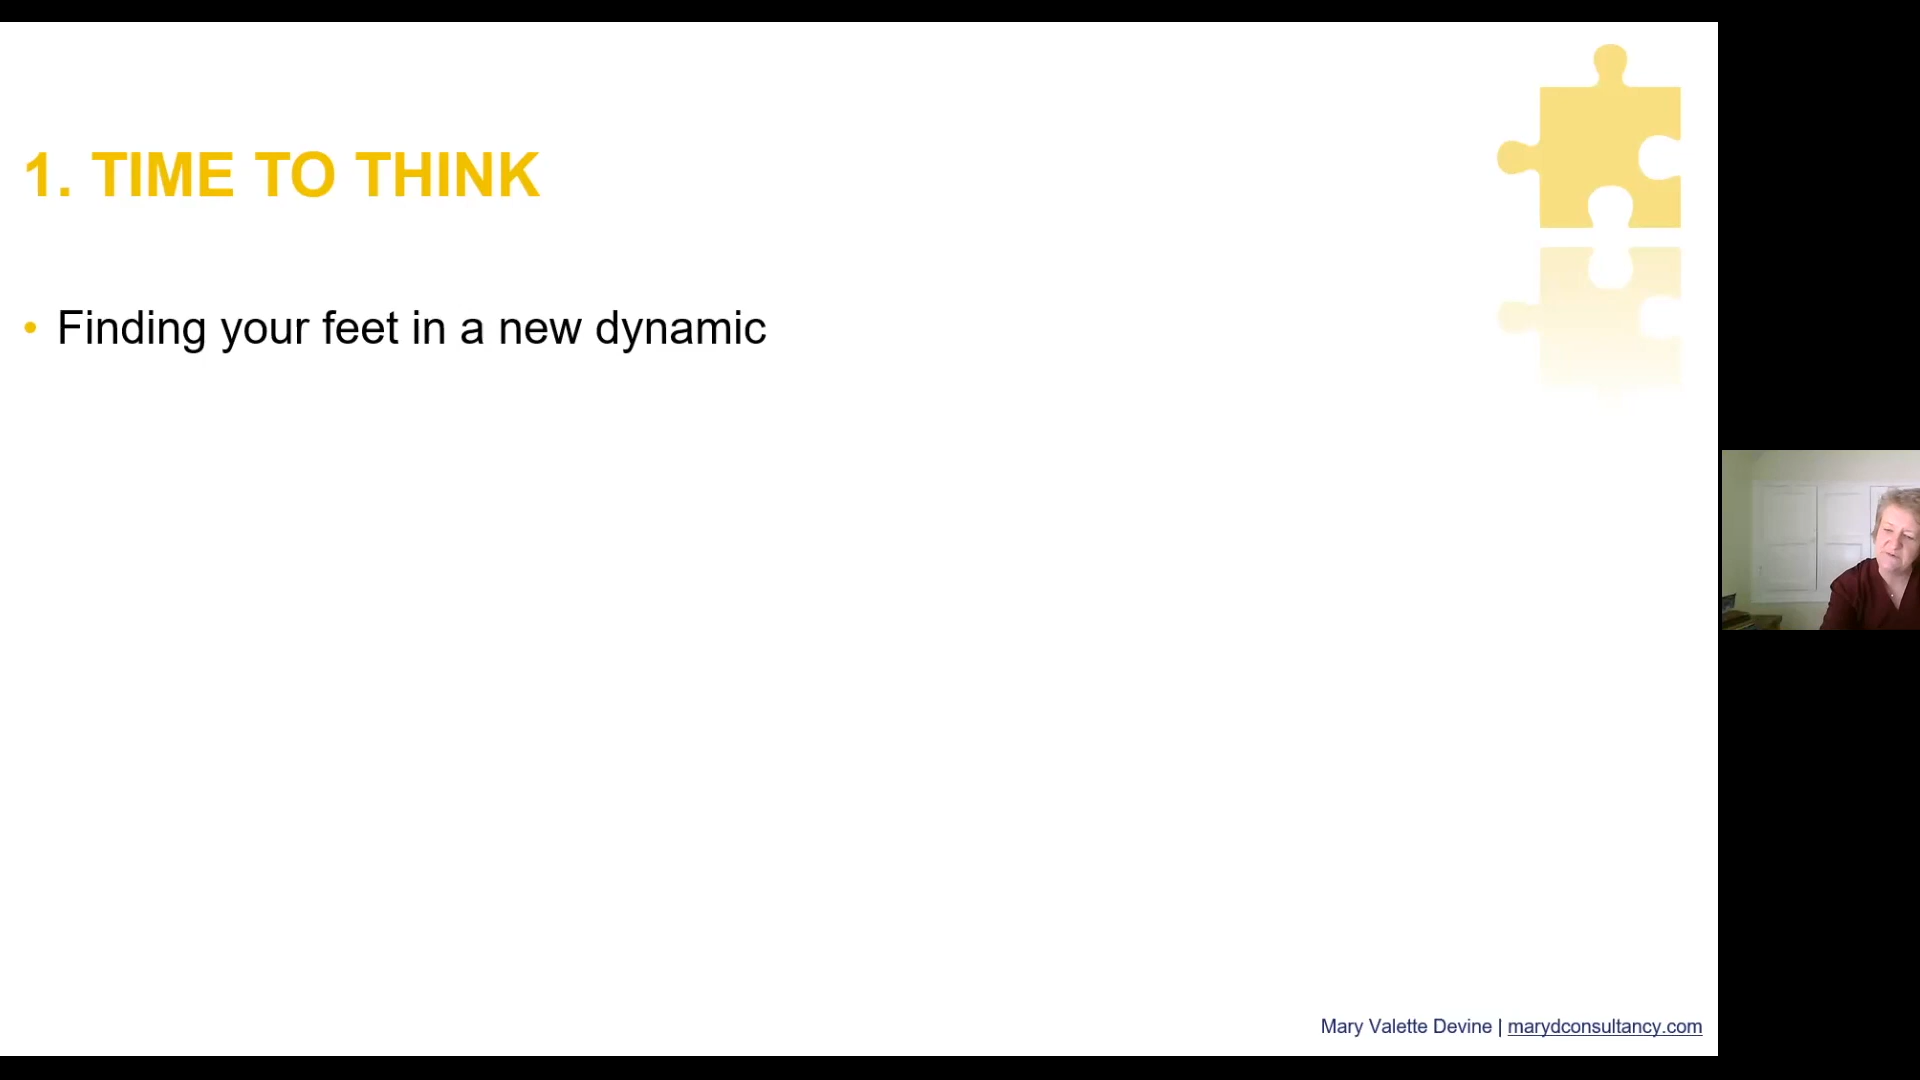 1. TIME TO THINK
• Finding your feet in a new dynamic
Mary Valette Devine | marydconsultancy.com